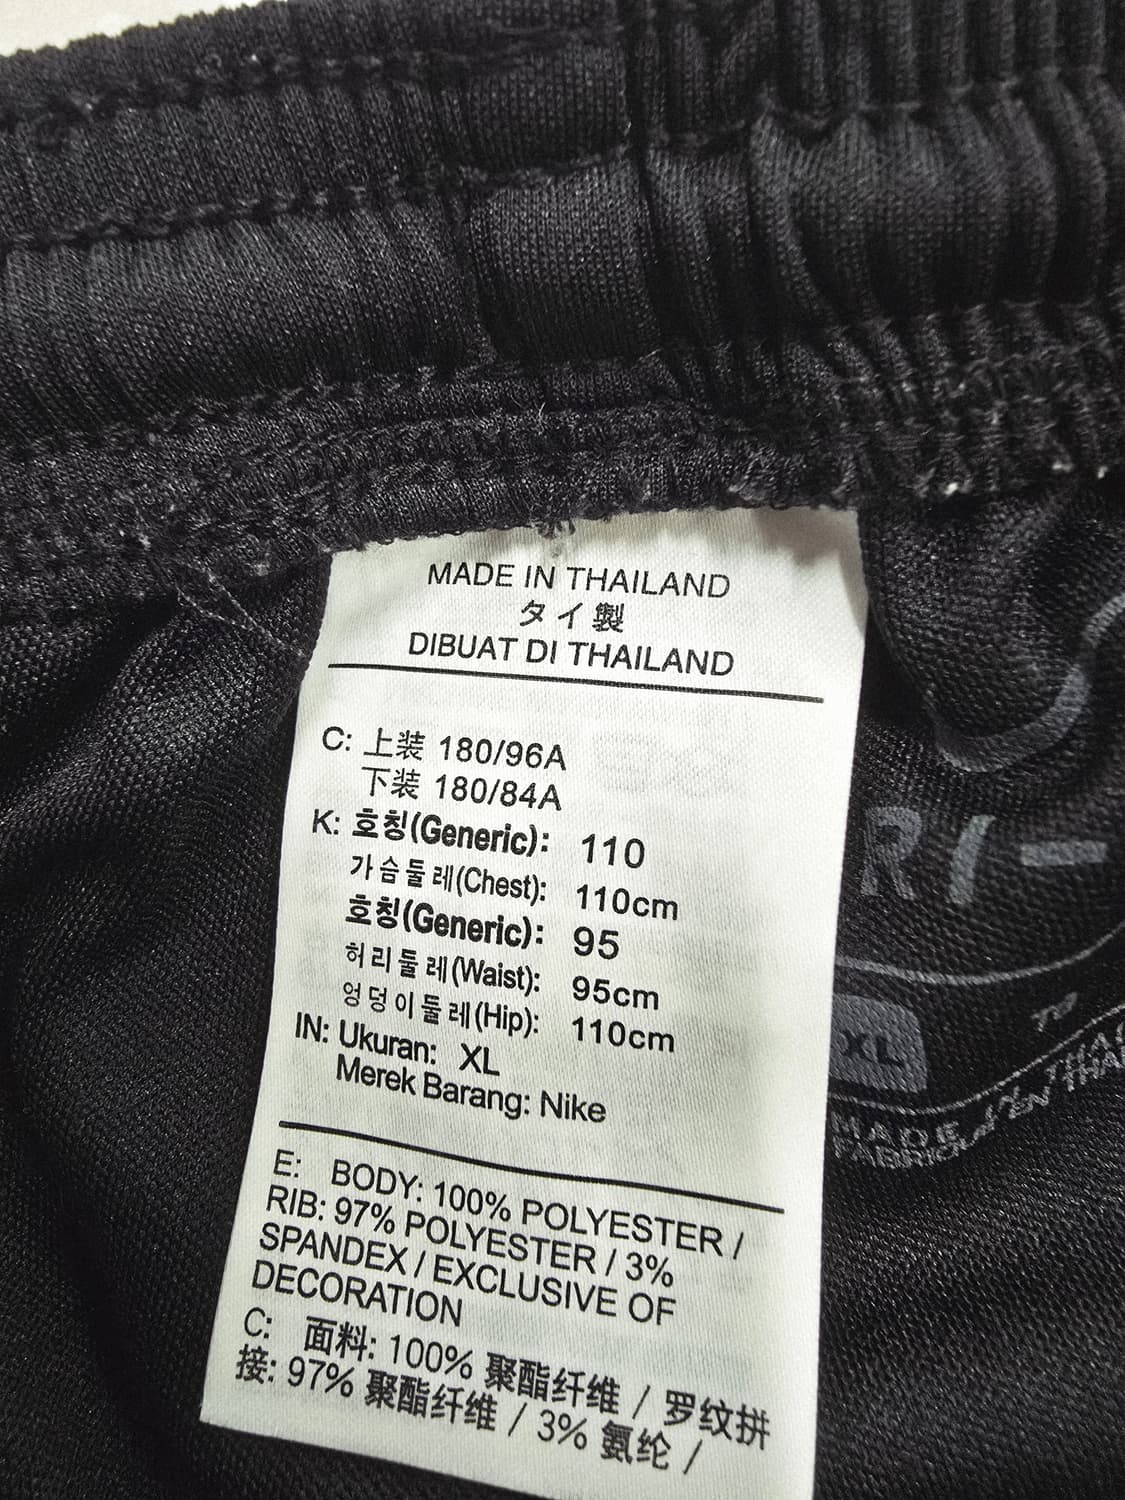 MADE IN THAILAND
タイ製
DIBUAT DI THAILAND
C: 上装 180/96A
下装 180/84A
K: 호칭(Generic): 110
가슴둘레(Chest): 110cm
호칭(Generic): 95
허리둘레(Waist): 95cm
엉덩이둘레(Hip): 110cm
IN: Ukuran: XL
Merek Barang: Nike
E: BODY: 100% POLYESTER /
RIB: 97% POLYESTER / 3%
SPANDEX / EXCLUSIVE OF
DECORATION
C: 面料: 100% 聚酯纤维 / 罗纹拼
接: 97% 聚酯纤维 / 3% 氨纶 /
RI-
XL
MADE IN